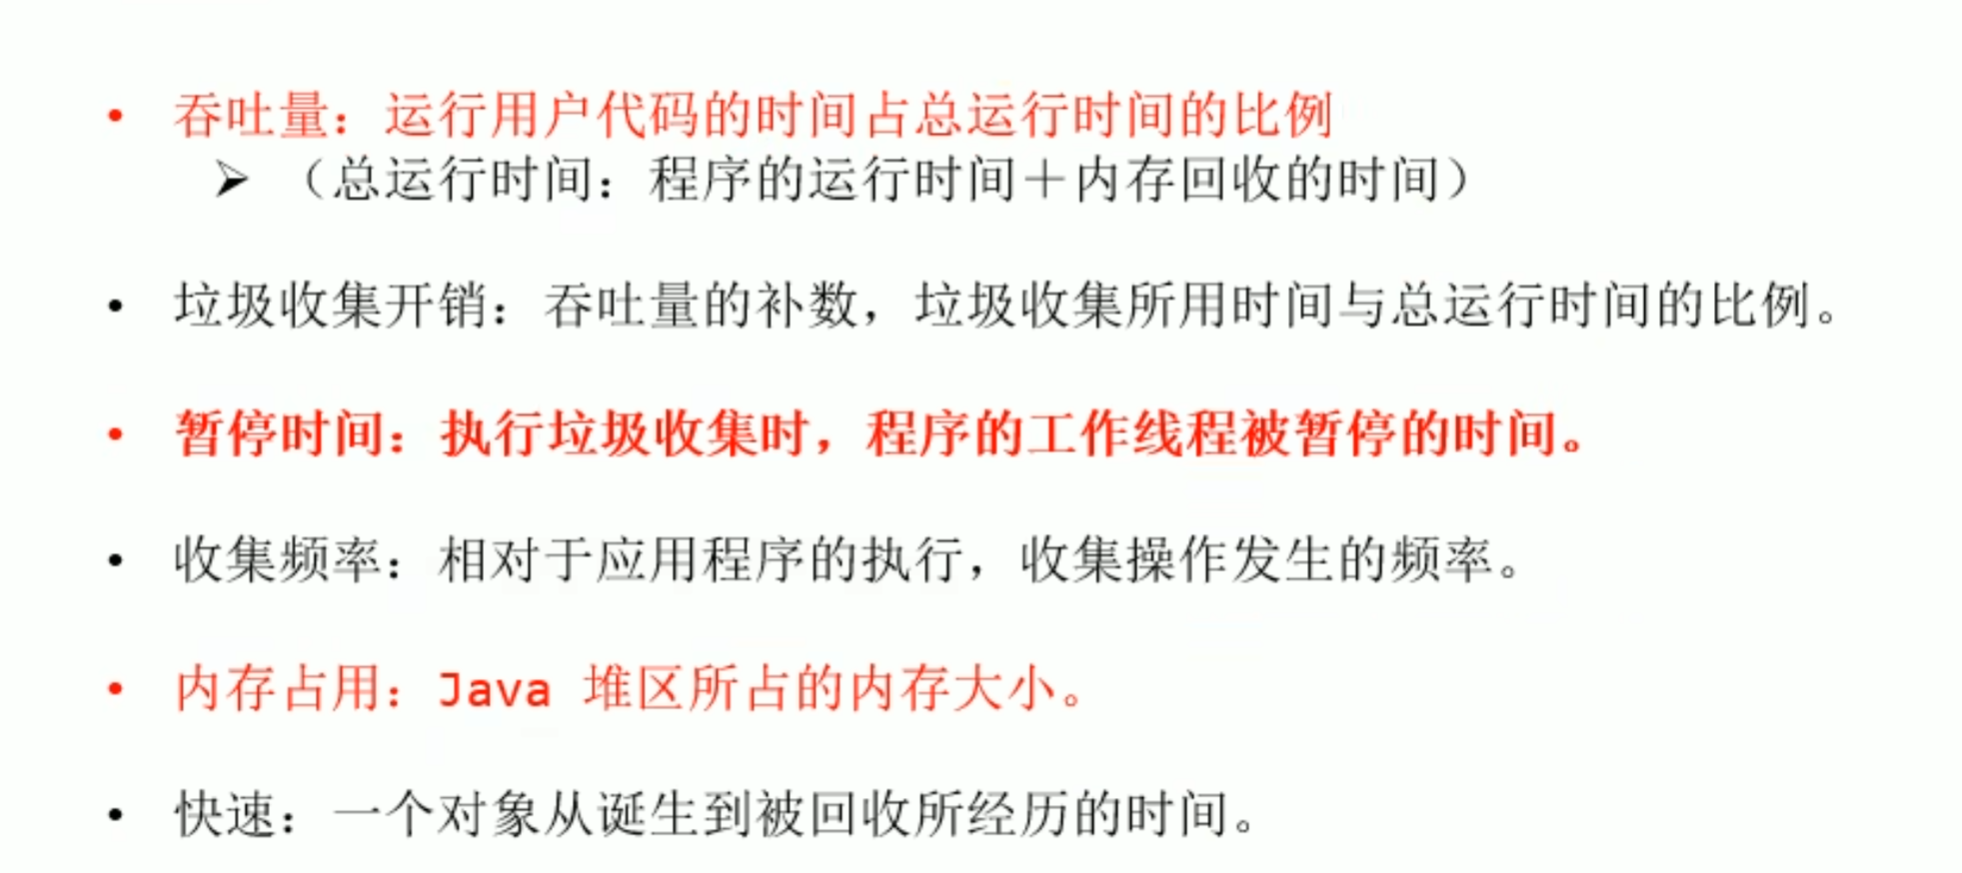 • 吞吐量：运行用户代码的时间占总运行时间的比例
➢ （总运行时间：程序的运行时间＋内存回收的时间）
• 垃圾收集开销：吞吐量的补数，垃圾收集所用时间与总运行时间的比例。
• 暂停时间：执行垃圾收集时，程序的工作线程被暂停的时间。
• 收集频率：相对于应用程序的执行，收集操作发生的频率。
• 内存占用：Java 堆区所占的内存大小。
• 快速：一个对象从诞生到被回收所经历的时间。